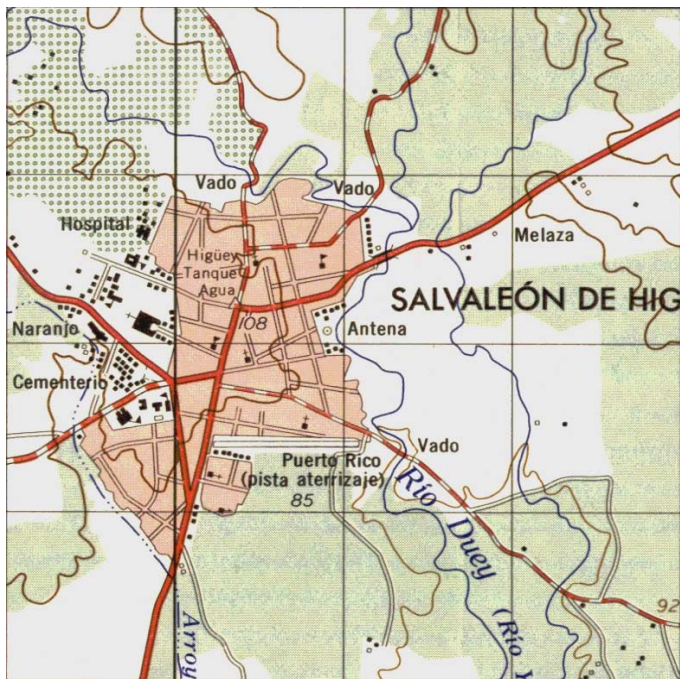 Vado
Vado
Hospital
Melaza
Higüey
Tanque
Agua
SALVALEÓN DE HIG
108
Naranjo
Antena
Cementerio
Vado
Puerto Rico
(pista aterrizaje)
85
Río Duey (Río Y
92
Arroy